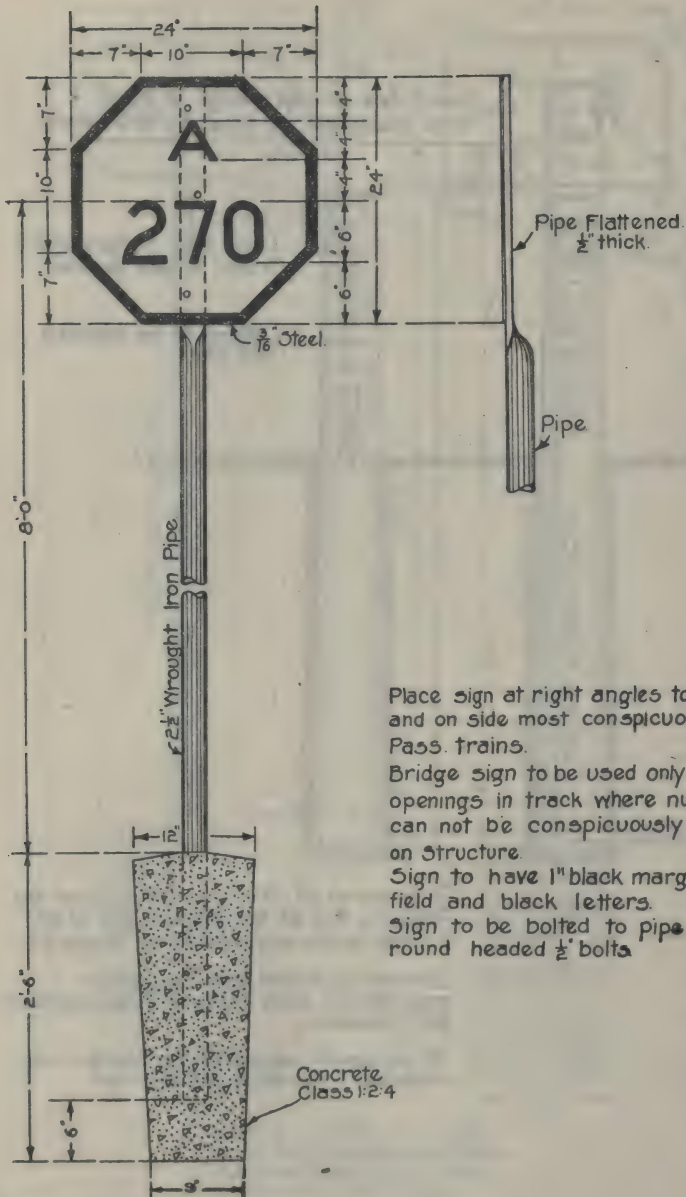 24"
7" 10" 7"
7"
10"
7"
4"
4"
4"
6"
6"
24"
A
270
3/16" Steel.
Pipe Flattened
1/2" thick.
Pipe
8'-0"
2 1/2" Wrought Iron Pipe
Place sign at right angles to
and on side most conspicuo
Pass. trains.
Bridge sign to be used only
openings in track where nu
can not be conspicuously
on structure.
Sign to have 1" black marg
field and black letters.
Sign to be bolted to pipe
round headed 1/2" bolts
12"
2'-6"
6"
Concrete
Class 1:2:4
9"